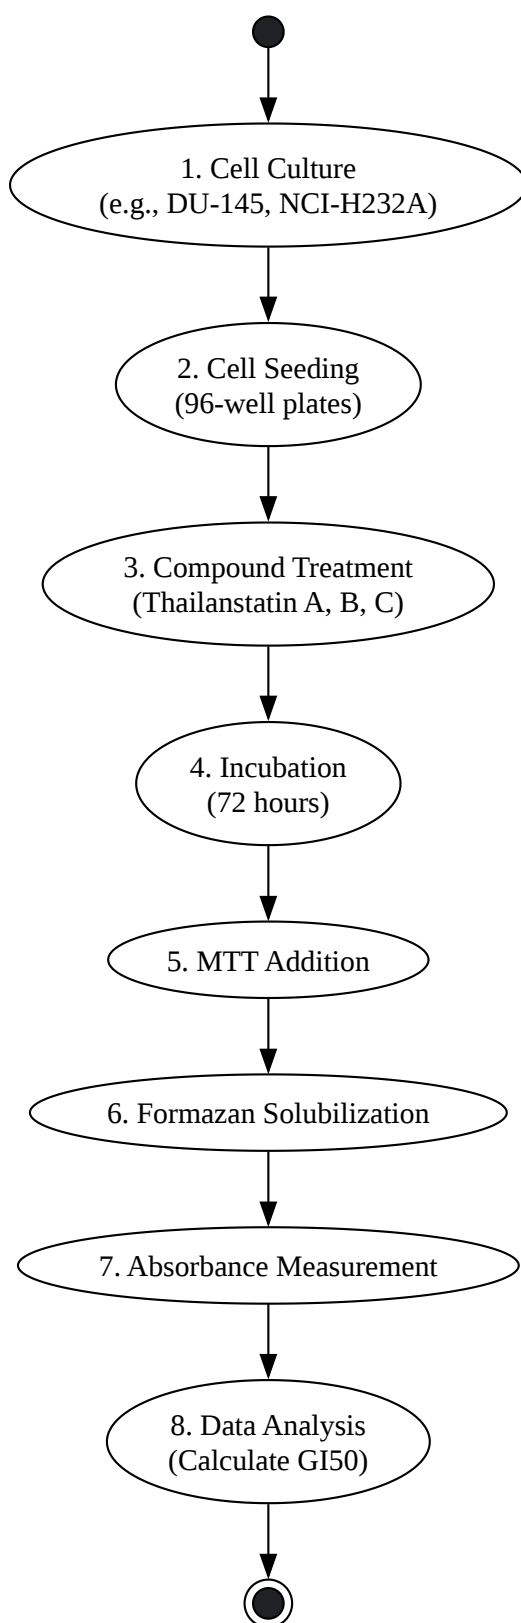 1. Cell Culture
(e.g., DU-145, NCI-H232A)
2. Cell Seeding
(96-well plates)
3. Compound Treatment
(Thailanstatin A, B, C)
4. Incubation
(72 hours)
5. MTT Addition
6. Formazan Solubilization
7. Absorbance Measurement
8. Data Analysis
(Calculate GI50)